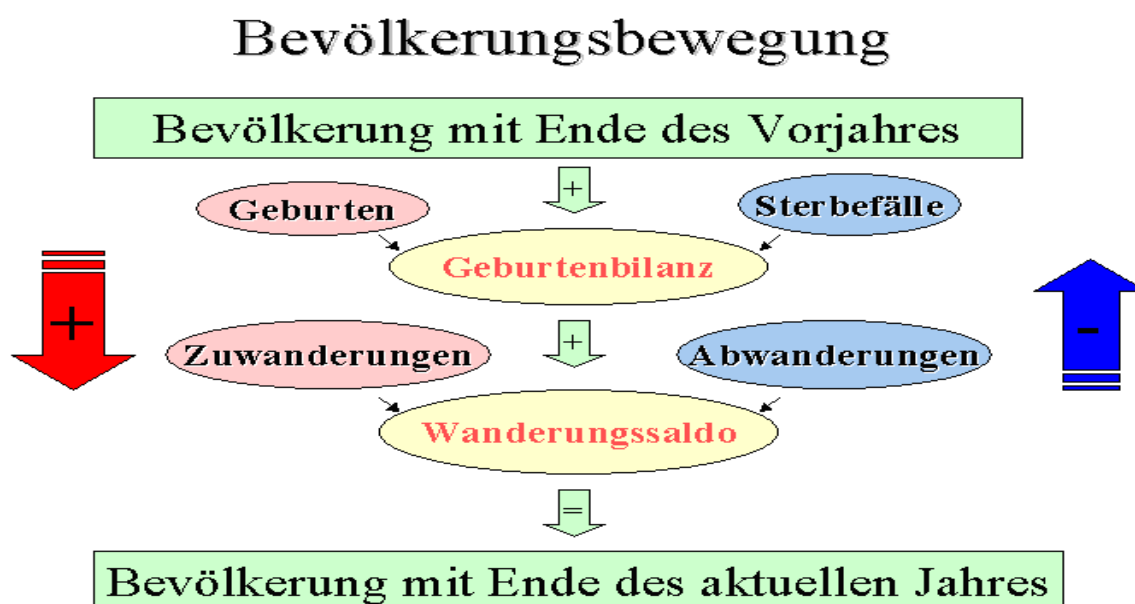 Bevölkerungsbewegung
Bevölkerung mit Ende des Vorjahres
+
Geburten
Sterbefälle
Geburtenbilanz
+
-
+
Zuwanderungen
Abwanderungen
Wanderungssaldo
=
Bevölkerung mit Ende des aktuellen Jahres